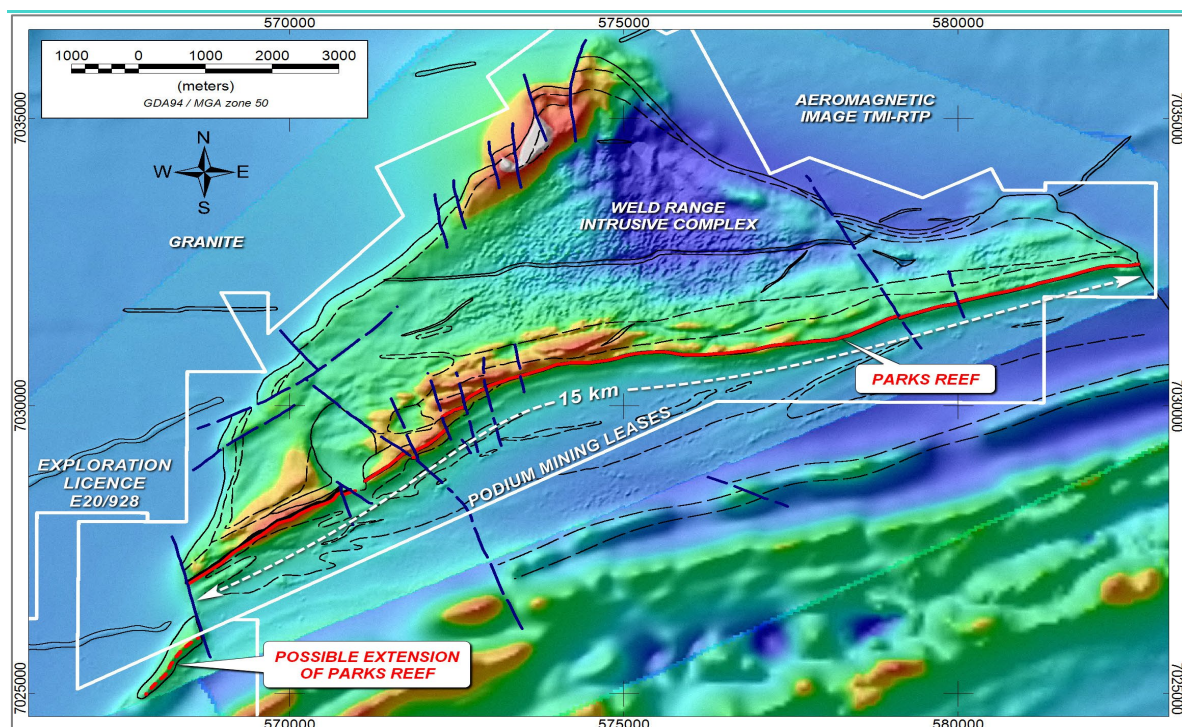 570000
575000
580000
1000 0 1000 2000 3000
(meters)
GDA94 / MGA zone 50
N
W E
S
7035000
7035000
AEROMAGNETIC
IMAGE TMI-RTP
GRANITE
WELD RANGE
INTRUSIVE COMPLEX
PARKS REEF
15 km
7030000
7030000
PODIUM MINING LEASES
EXPLORATION
LICENCE
E20/928
POSSIBLE EXTENSION
OF PARKS REEF
7025000
7025000
570000
575000
580000